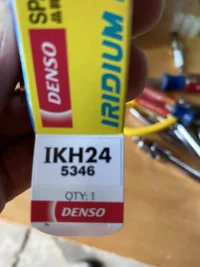 DENSO
IRIDIUM
IKH24
5346
QTY: 1
DENSO